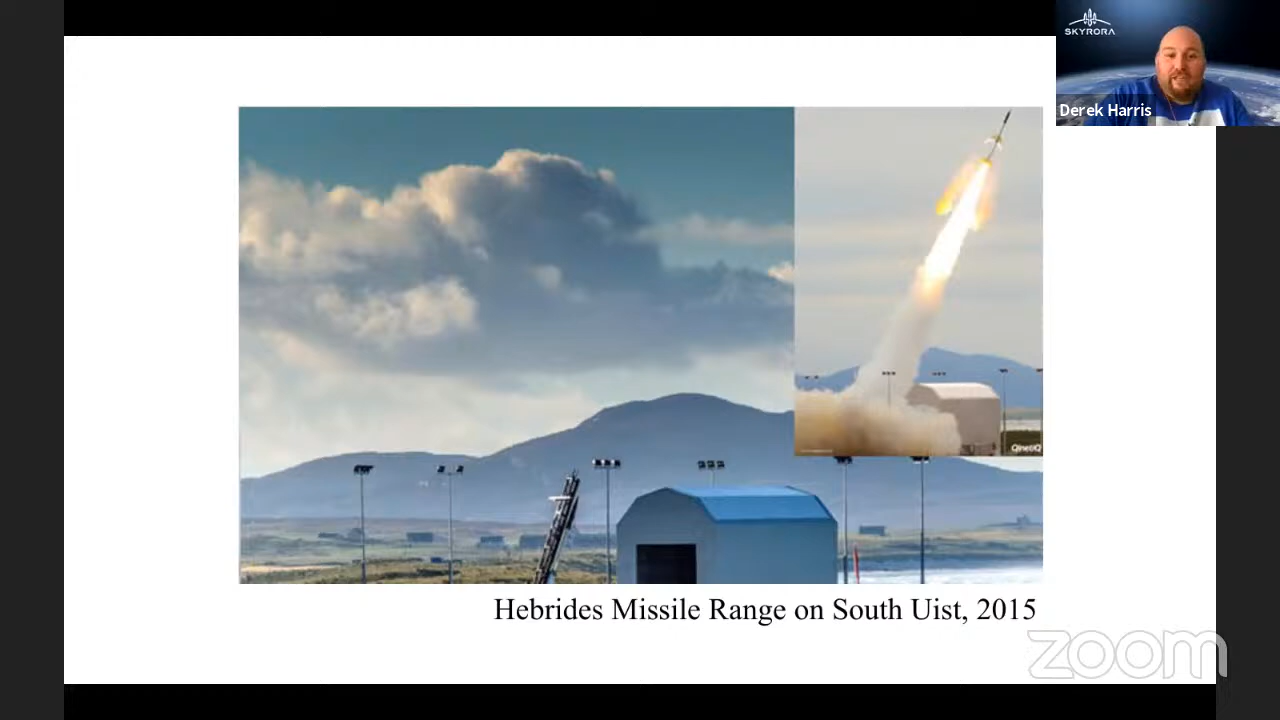 SKYRORA
Derek Harris
QinetiQ
Hebrides Missile Range on South Uist, 2015
zoom